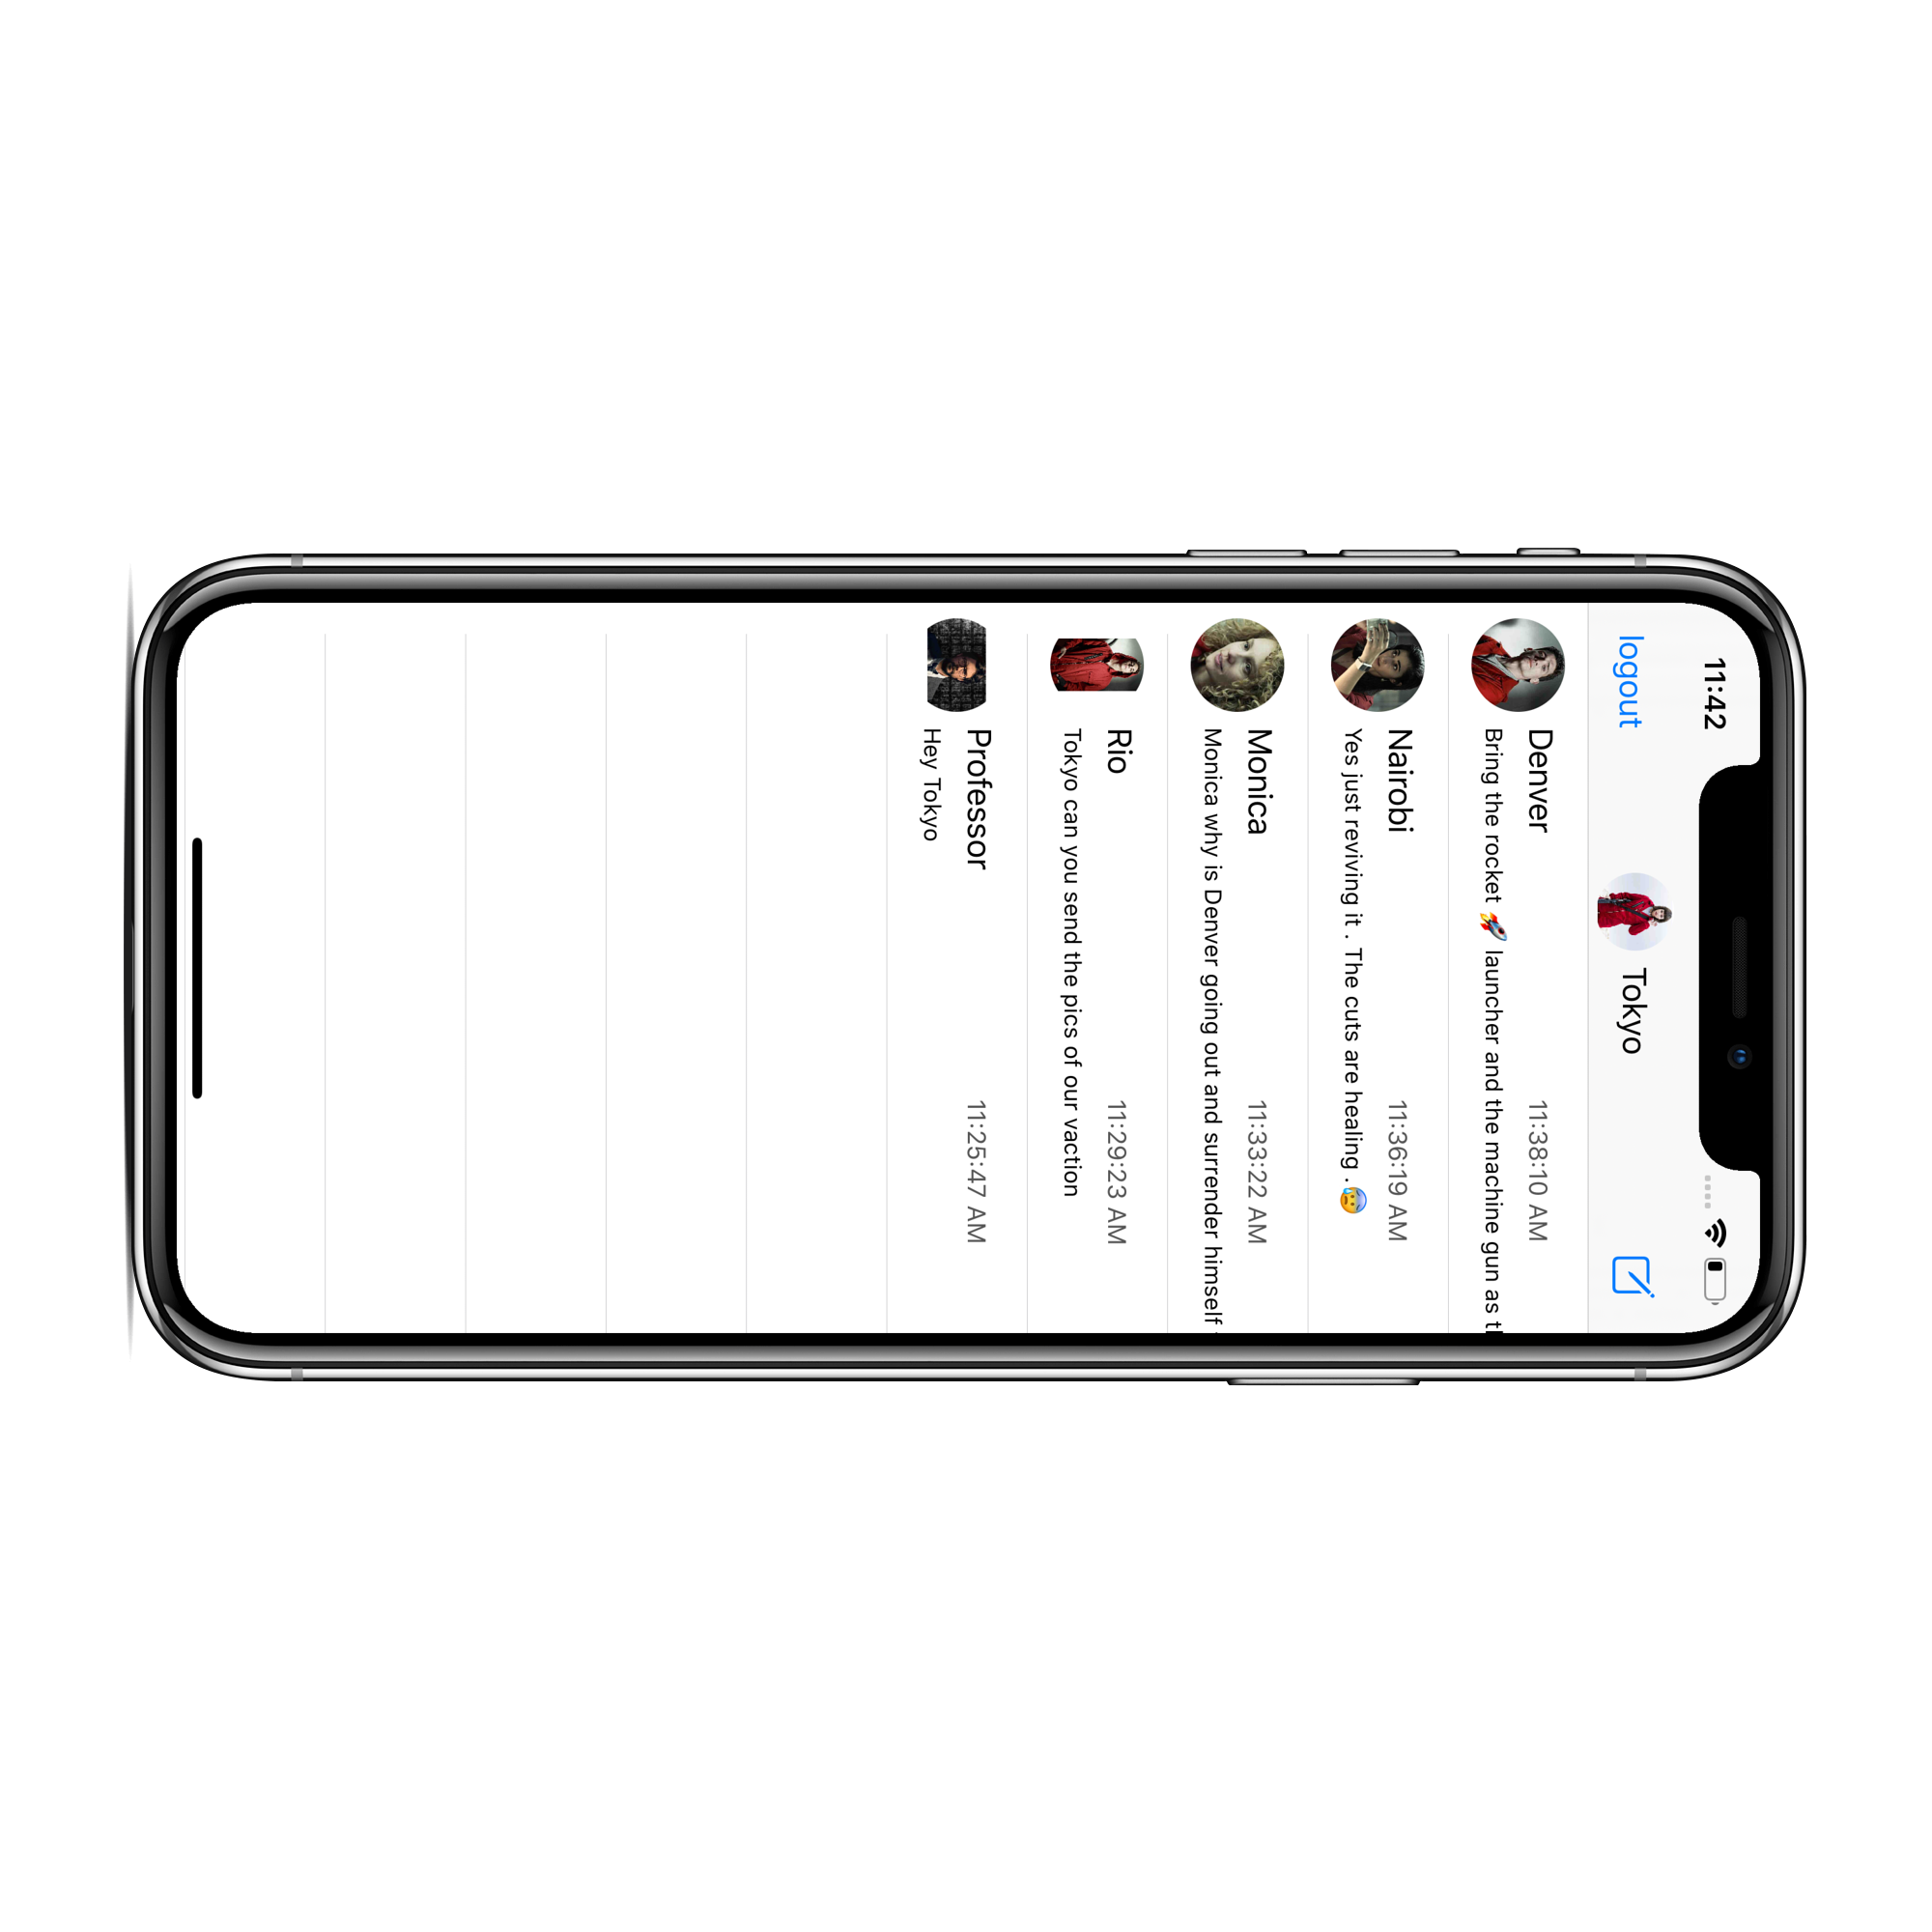 11:42
logout
Tokyo
Denver
11:38:10 AM
Bring the rocket 🚀 launcher and the machine gun as
Nairobi
11:36:19 AM
Yes just reviving it . The cuts are healing .😰
Monica
11:33:22 AM
Monica why is Denver going out and surrender himself
Rio
11:29:23 AM
Tokyo can you send the pics of our vaction
Professor
11:25:47 AM
Hey Tokyo